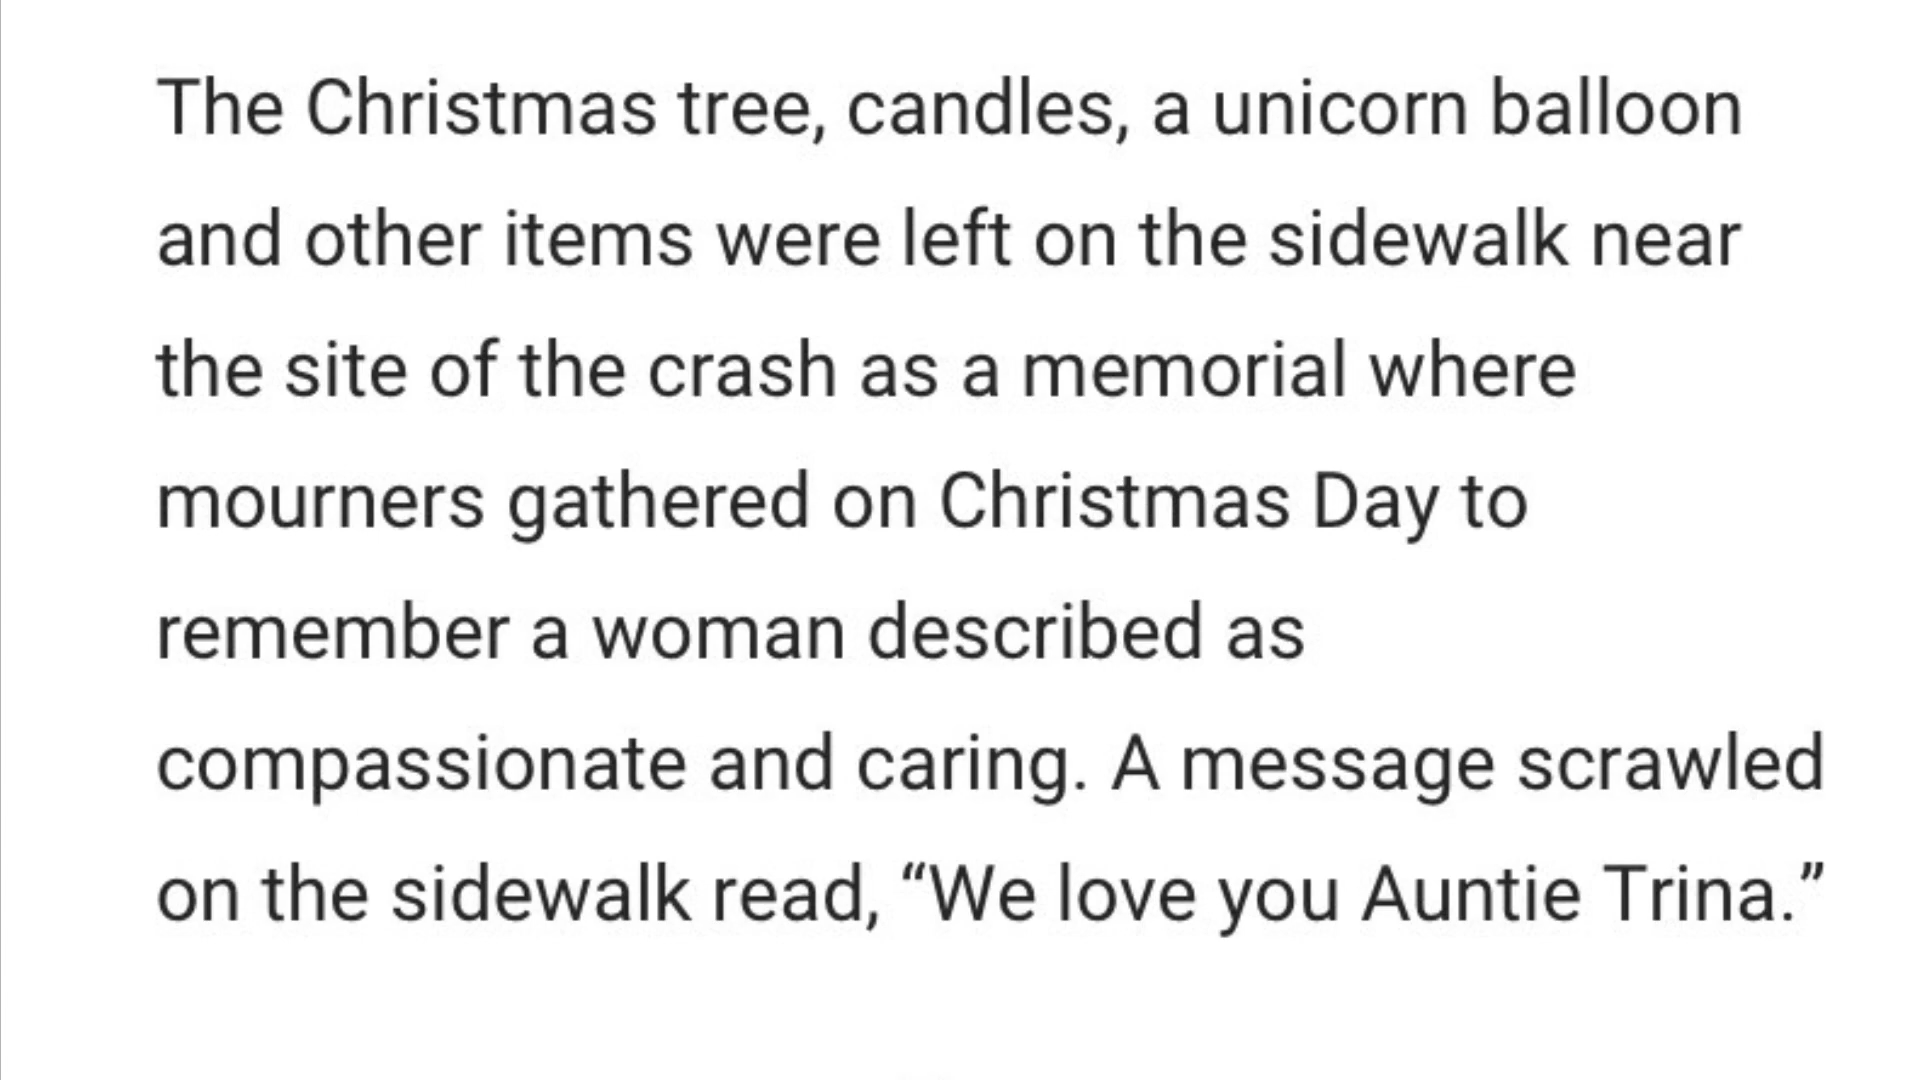 The Christmas tree, candles, a unicorn balloon
and other items were left on the sidewalk near
the site of the crash as a memorial where
mourners gathered on Christmas Day to
remember a woman described as
compassionate and caring. A message scrawled
on the sidewalk read, “We love you Auntie Trina.”